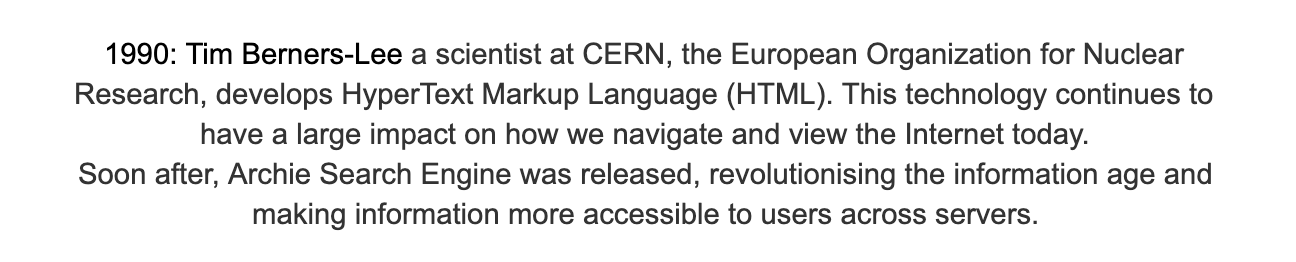 1990: Tim Berners-Lee a scientist at CERN, the European Organization for Nuclear
Research, develops HyperText Markup Language (HTML). This technology continues to
have a large impact on how we navigate and view the Internet today.
Soon after, Archie Search Engine was released, revolutionising the information age and
making information more accessible to users across servers.